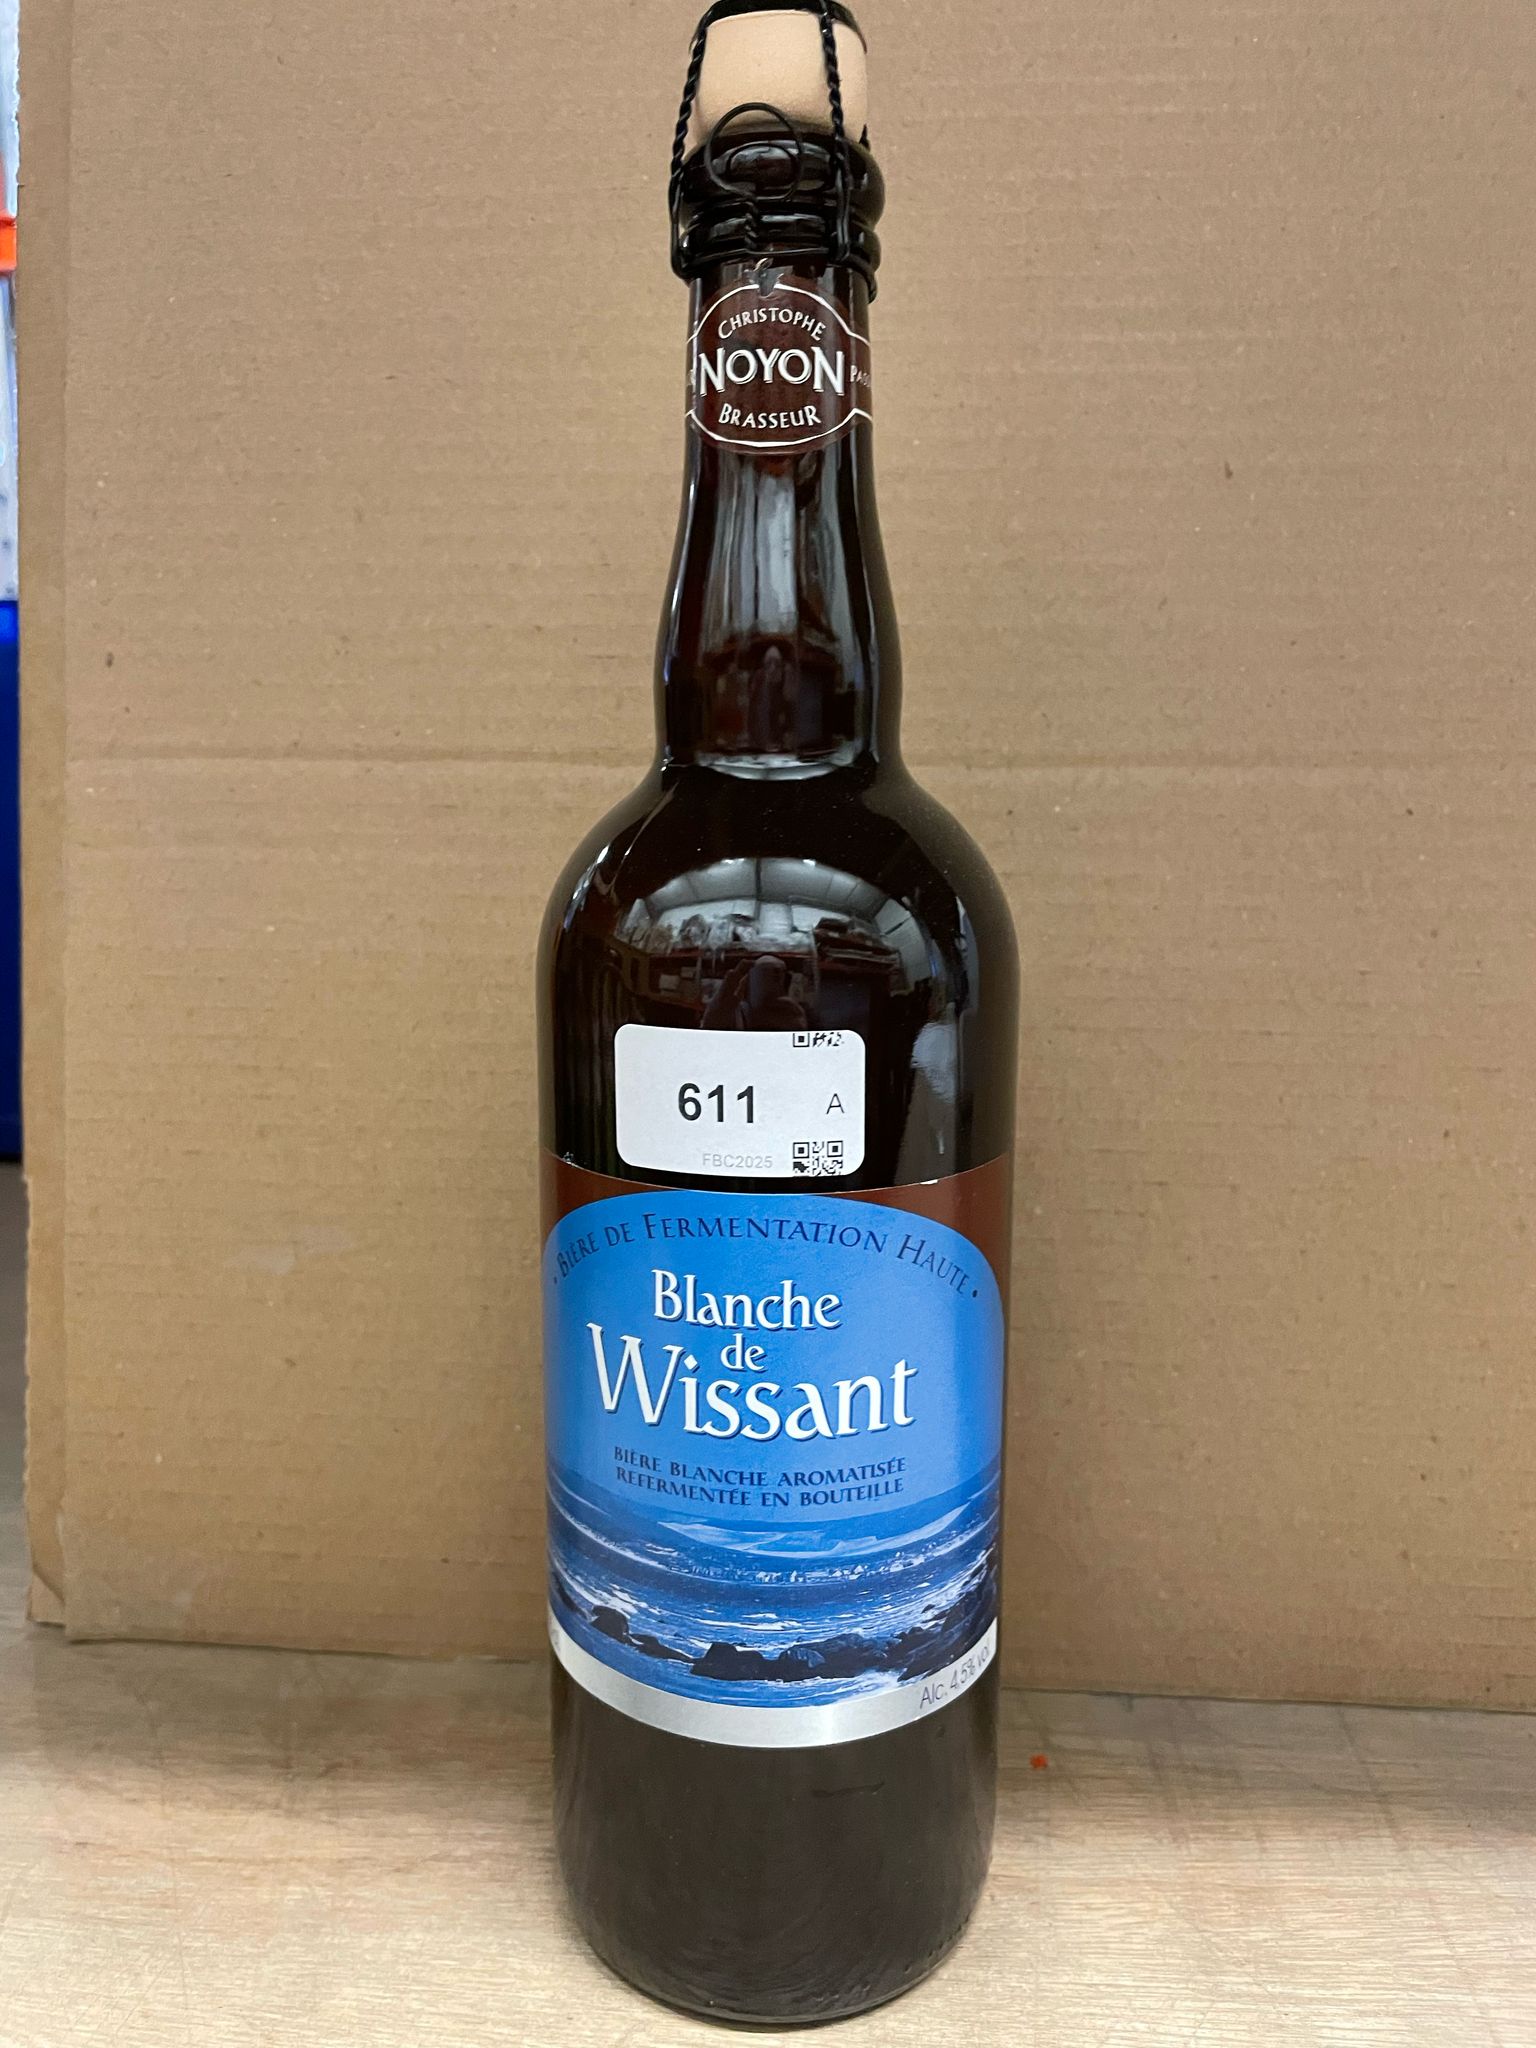 CHRISTOPHE
NOYON
BRASSEUR
611 A
FBC2025
• BIÈRE DE FERMENTATION HAUTE •
Blanche
de
Wissant
BIÈRE BLANCHE AROMATISÉE
REFERMENTÉE EN BOUTEILLE
Alc. 4,5% vol